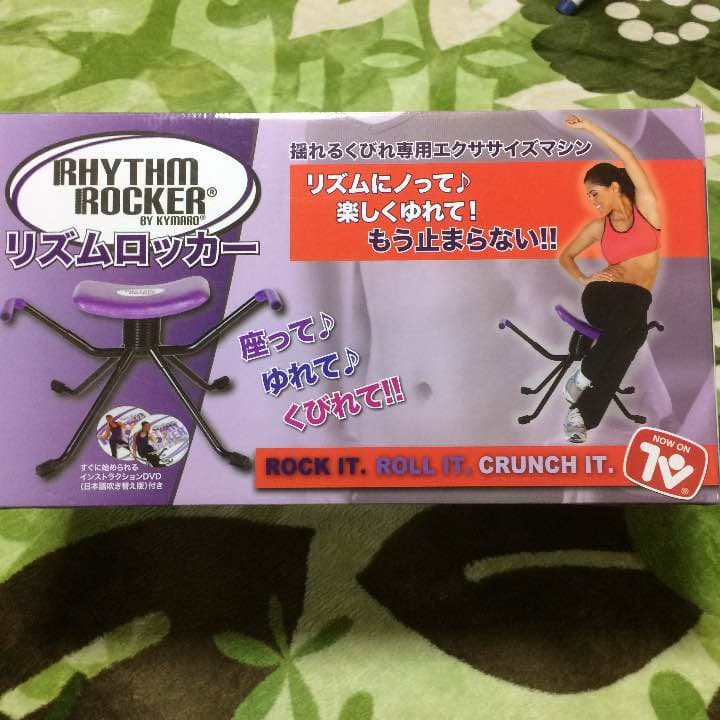 RHYTHM
ROCKER®
BY KYMARO®
リズムロッカー
揺れるくびれ専用エクササイズマシン
リズムにノって♪
楽しくゆれて!
もう止まらない!!
座って♪
ゆれて♪
くびれて!!
すぐに始められる
インストラクションDVD
(日本語吹き替え版)付き
ROCK IT. ROLL IT. CRUNCH IT.
NOW ON
TV®